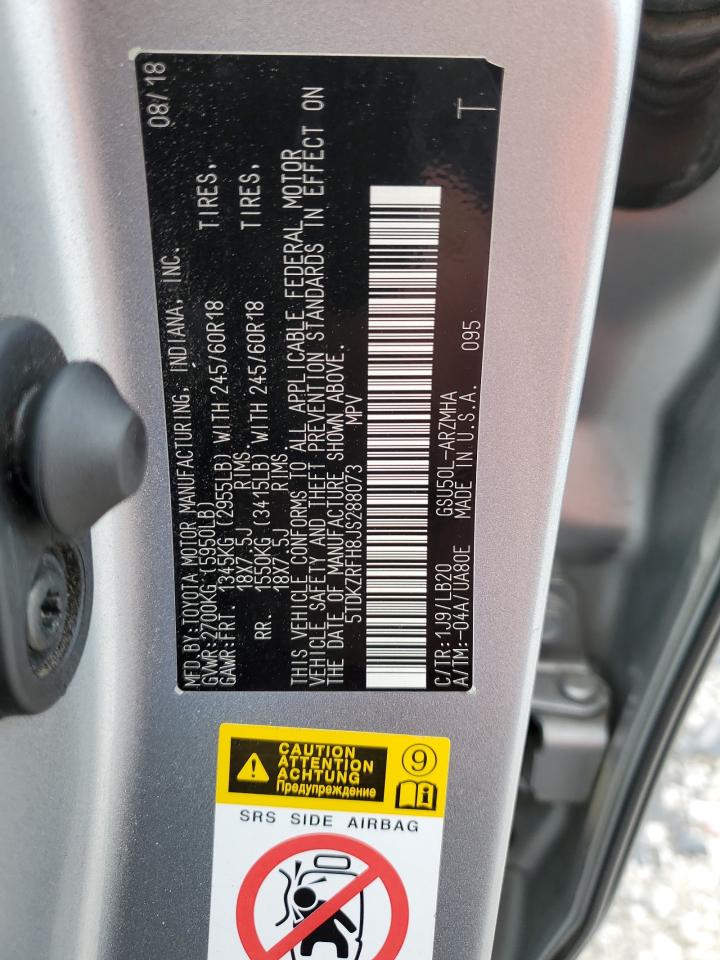 MFD.BY:TOYOTA MOTOR MANUFACTURING, INDIANA, INC. 08/18
GVWR:2700KG(5950LB)
GAWR:FRT. 1345KG (2955LB) WITH 245/60R18 TIRES,
18X7.5J RIMS.
RR. 1550KG (3415LB) WITH 245/60R18 TIRES,
18X7.5J RIMS.
THIS VEHICLE CONFORMS TO ALL APPLICABLE FEDERAL MOTOR
VEHICLE SAFETY AND THEFT PREVENTION STANDARDS IN EFFECT ON
THE DATE OF MANUFACTURE SHOWN ABOVE.
5TDKZRFH8JS288073 MPV
C/TR:1J9/LB20 GSU50L-ARZMHA
A/TM:-04A/UA80E MADE IN U.S.A. 095
T
CAUTION
ATTENTION
ACHTUNG
Предупреждение
9
SRS SIDE AIRBAG